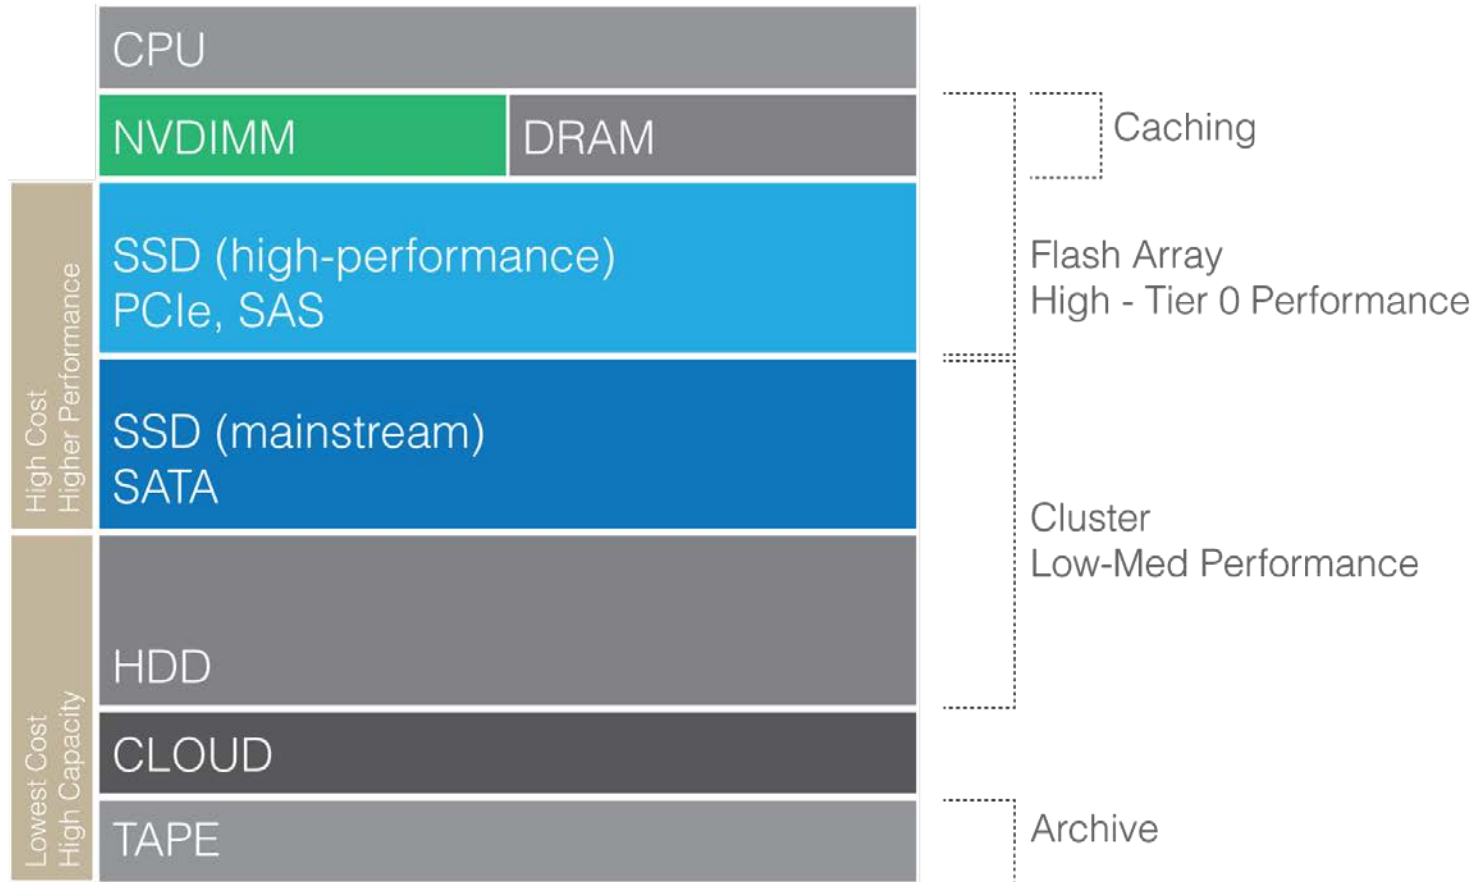 CPU
NVDIMM
DRAM
Caching
SSD (high-performance)
PCIe, SAS
Flash Array
High - Tier 0 Performance
High Cost
Higher Performance
SSD (mainstream)
SATA
Cluster
Low-Med Performance
HDD
Lowest Cost
High Capacity
CLOUD
TAPE
Archive